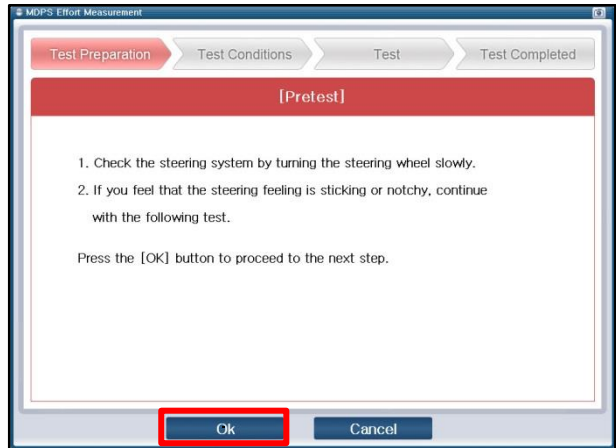 MDPS Effort Measurement
Test Preparation
Test Conditions
Test
Test Completed
[Pretest]
1. Check the steering system by turning the steering wheel slowly.
2. If you feel that the steering feeling is sticking or notchy, continue
with the following test.
Press the [OK] button to proceed to the next step.
Ok
Cancel